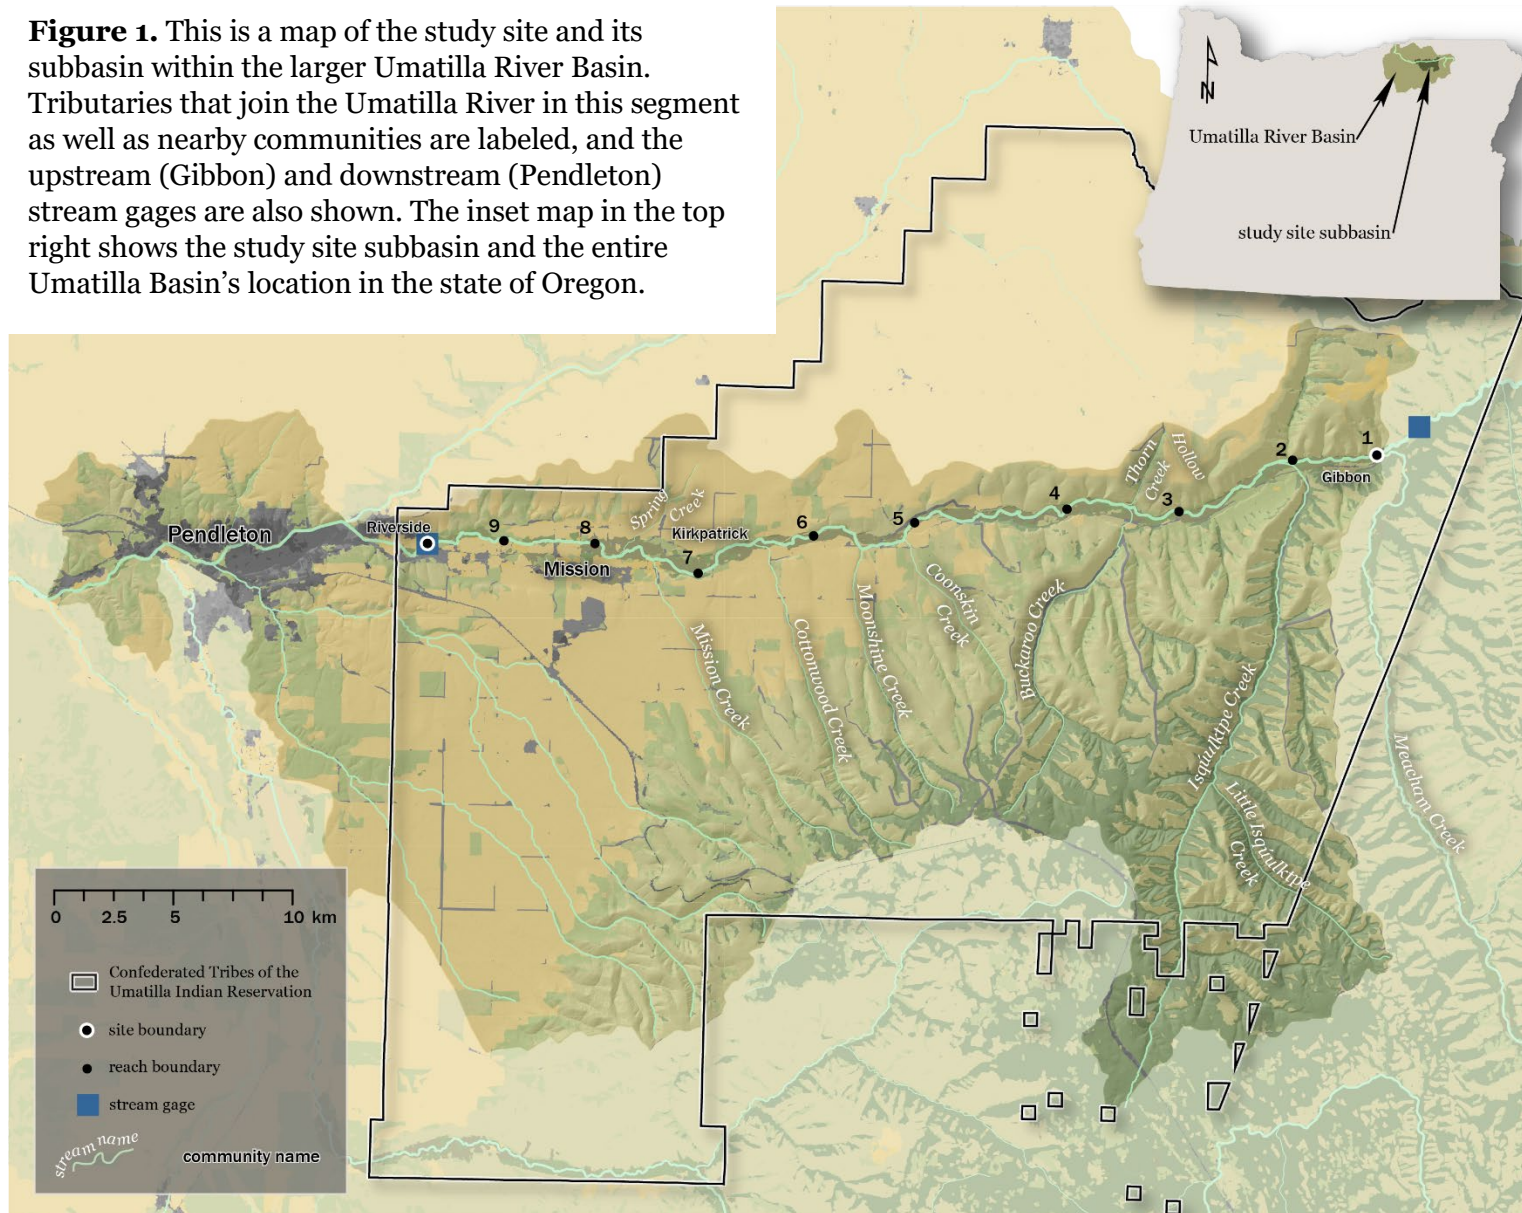 Figure 1. This is a map of the study site and its
subbasin within the larger Umatilla River Basin.
Tributaries that join the Umatilla River in this segment
as well as nearby communities are labeled, and the
upstream (Gibbon) and downstream (Pendleton)
stream gages are also shown. The inset map in the top
right shows the study site subbasin and the entire
Umatilla Basin’s location in the state of Oregon.
N
Umatilla River Basin
study site subbasin
Thorn
Hollow
Creek
1
2
Gibbon
3
4
5
6
Spring
Creek
Kirkpatrick
7
8
9
Riverside
Pendleton
Mission
Mission Creek
Cottonwood Creek
Moonshine Creek
Coonskin
Creek
Buckaroo Creek
Isqúulktpe Creek
Little Isqúulktpe
Creek
Meacham Creek
0 2.5 5 10 km
Confederated Tribes of the
Umatilla Indian Reservation
site boundary
reach boundary
stream gage
stream name
community name